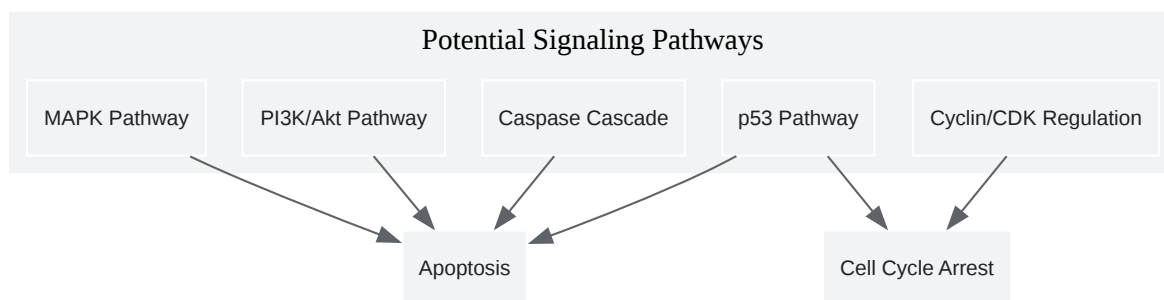 Potential Signaling Pathways
MAPK Pathway
PI3K/Akt Pathway
Caspase Cascade
p53 Pathway
Cyclin/CDK Regulation
Apoptosis
Cell Cycle Arrest